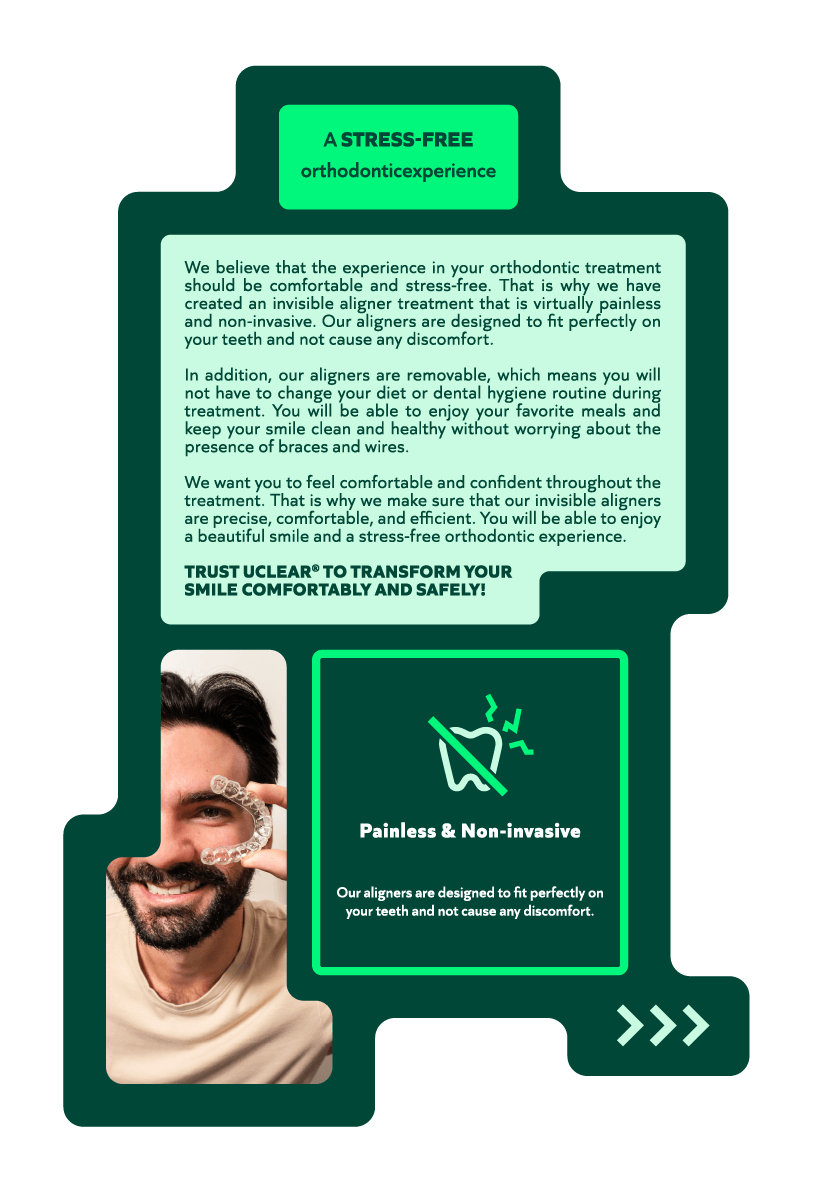 A STRESS-FREE
orthodonticexperience
We believe that the experience in your orthodontic treatment
should be comfortable and stress-free. That is why we have
created an invisible aligner treatment that is virtually painless
and non-invasive. Our aligners are designed to fit perfectly on
your teeth and not cause any discomfort.
In addition, our aligners are removable, which means you will
not have to change your diet or dental hygiene routine during
treatment. You will be able to enjoy your favorite meals and
keep your smile clean and healthy without worrying about the
presence of braces and wires.
We want you to feel comfortable and confident throughout the
treatment. That is why we make sure that our invisible aligners
are precise, comfortable, and efficient. You will be able to enjoy
a beautiful smile and a stress-free orthodontic experience.
TRUST UCLEAR® TO TRANSFORM YOUR
SMILE COMFORTABLY AND SAFELY!
Painless & Non-invasive
Our aligners are designed to fit perfectly on
your teeth and not cause any discomfort.